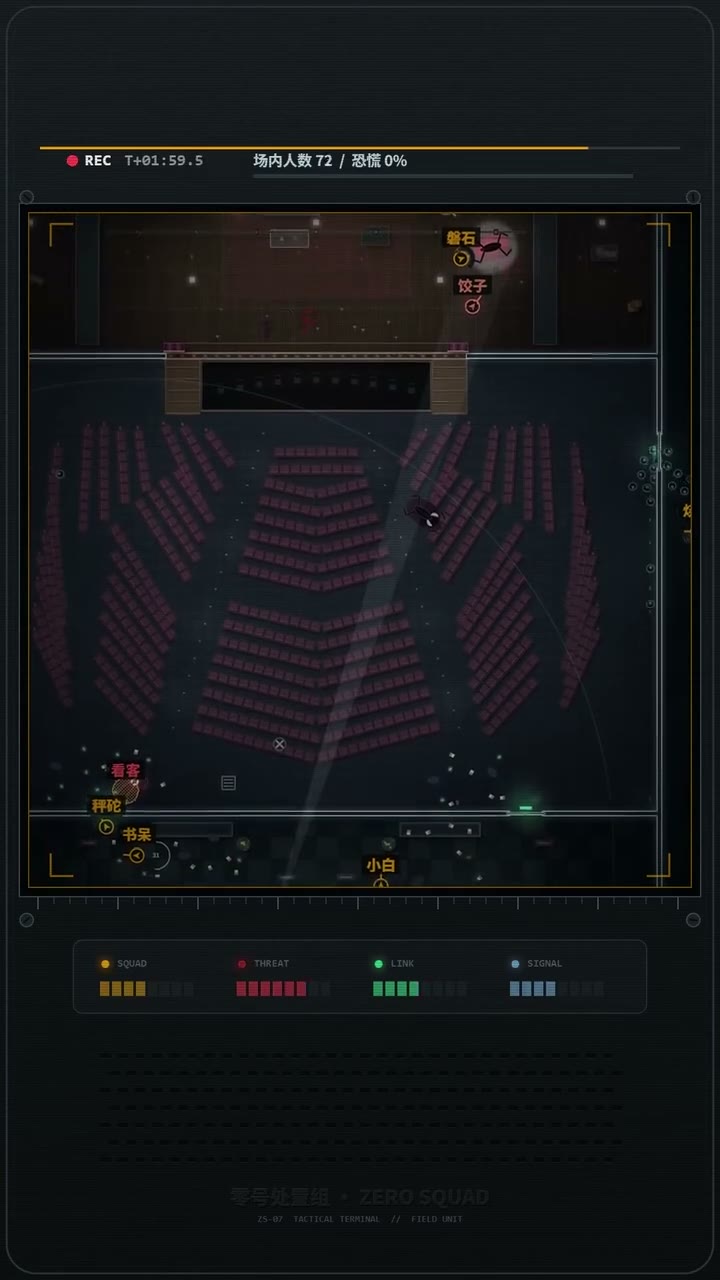 REC T+01:59.5 场内人数 72 / 恐慌 0%
磐石
饺子
看客
秤砣
书呆
31
小白
SQUAD THREAT LINK SIGNAL
零号处置组 · ZERO SQUAD
ZS-07 TACTICAL TERMINAL // FIELD UNIT